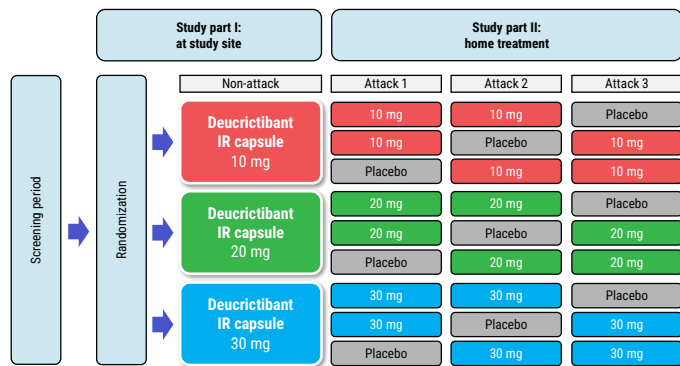 Study part I:
at study site
Study part II:
home treatment
Screening period
Randomization
Non-attack
Attack 1
Attack 2
Attack 3
Deucrictibant
IR capsule
10 mg
10 mg
10 mg
Placebo
10 mg
Placebo
10 mg
Placebo
10 mg
10 mg
Deucrictibant
IR capsule
20 mg
20 mg
20 mg
Placebo
20 mg
Placebo
20 mg
Placebo
20 mg
20 mg
Deucrictibant
IR capsule
30 mg
30 mg
30 mg
Placebo
30 mg
Placebo
30 mg
Placebo
30 mg
30 mg